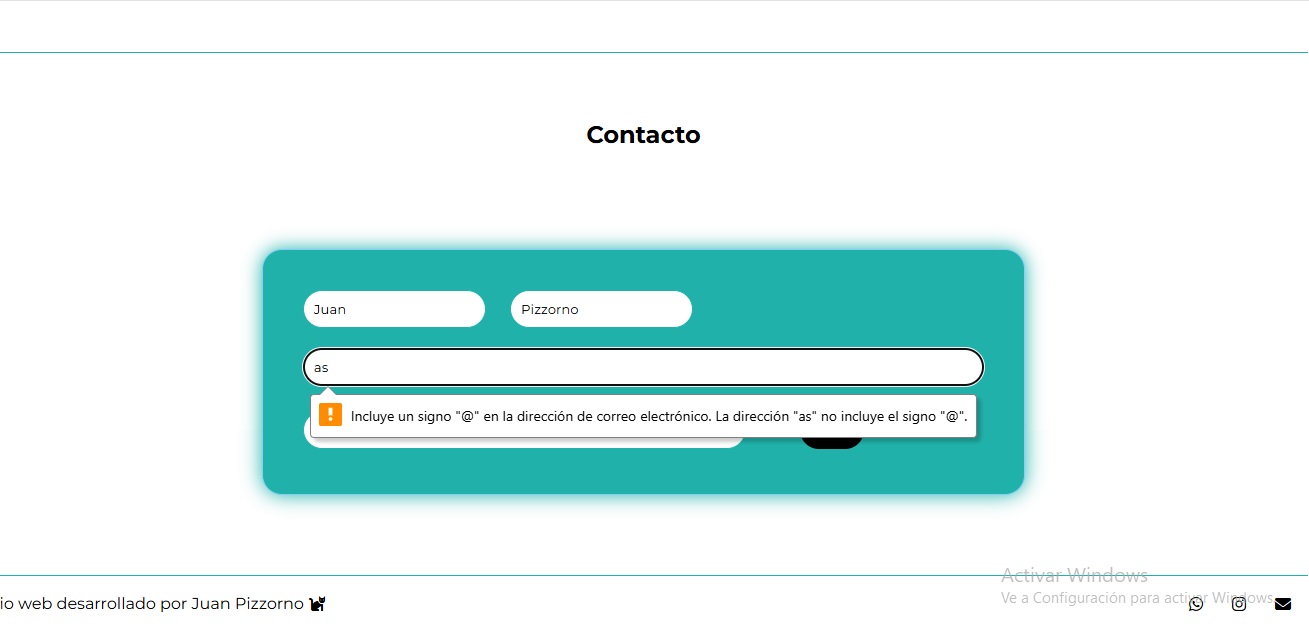 Contacto
Juan
Pizzorno
as
Incluye un signo "@" en la dirección de correo electrónico. La dirección "as" no incluye el signo "@".
Activar Windows
Ve a Configuración para activar Windows.
io web desarrollado por Juan Pizzorno